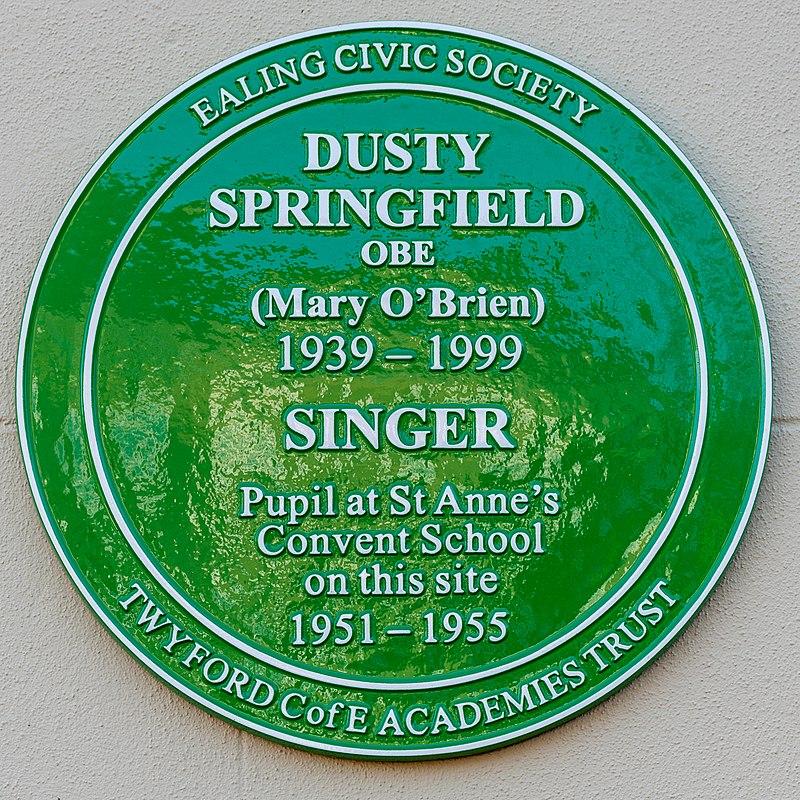 EALING CIVIC SOCIETY
DUSTY
SPRINGFIELD
OBE
(Mary O’Brien)
1939 – 1999
SINGER
Pupil at St Anne’s
Convent School
on this site
1951 – 1955
TWYFORD CofE ACADEMIES TRUST